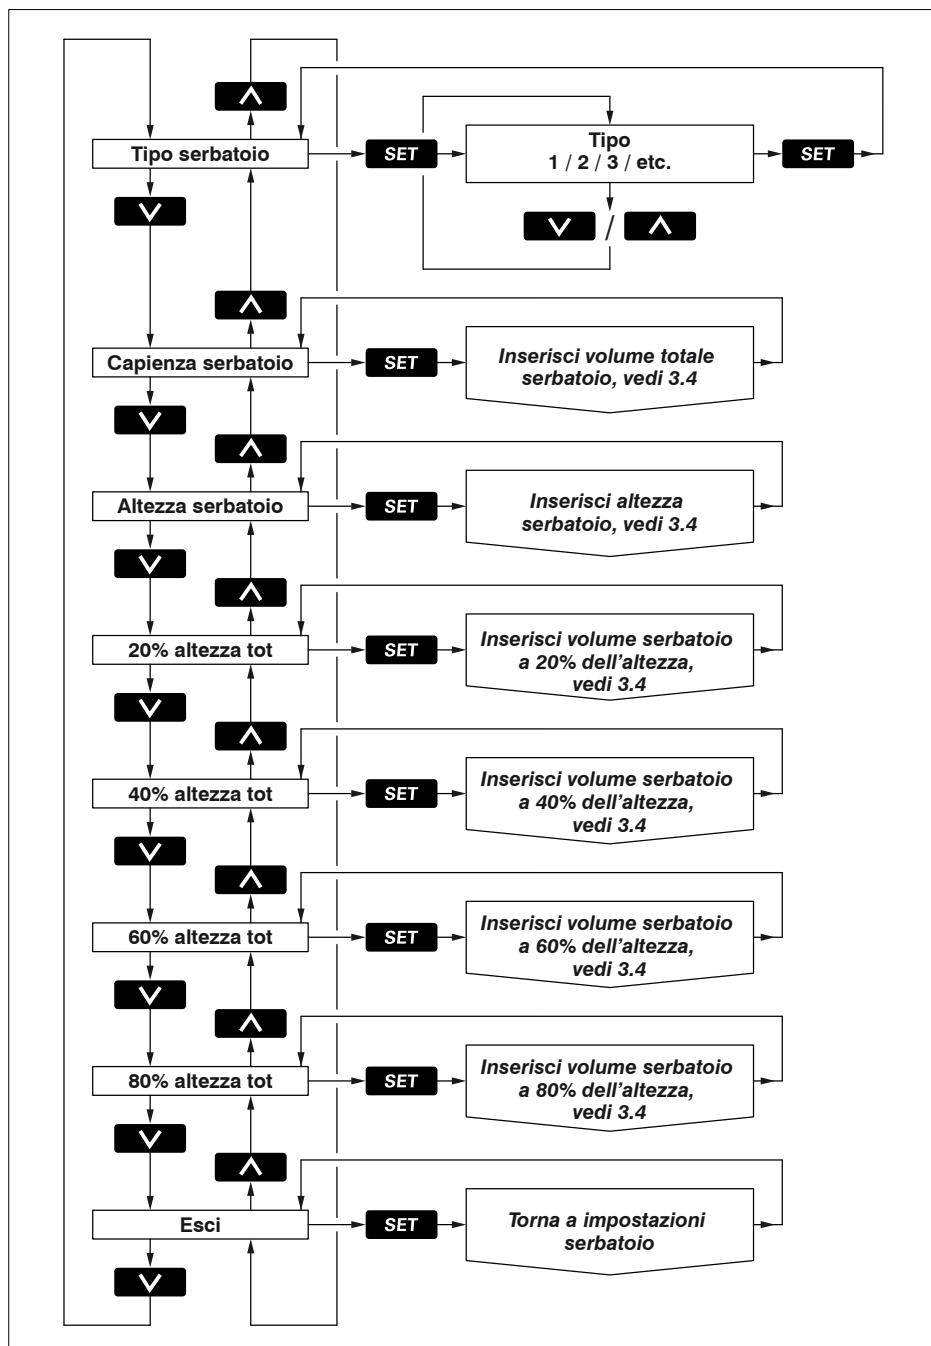 Tipo serbatoio
SET
Tipo
1 / 2 / 3 / etc.
SET
/
Capienza serbatoio
SET
Inserisci volume totale
serbatoio, vedi 3.4
Altezza serbatoio
SET
Inserisci altezza
serbatoio, vedi 3.4
20% altezza tot
SET
Inserisci volume serbatoio
a 20% dell'altezza,
vedi 3.4
40% altezza tot
SET
Inserisci volume serbatoio
a 40% dell'altezza,
vedi 3.4
60% altezza tot
SET
Inserisci volume serbatoio
a 60% dell'altezza,
vedi 3.4
80% altezza tot
SET
Inserisci volume serbatoio
a 80% dell'altezza,
vedi 3.4
Esci
SET
Torna a impostazioni
serbatoio